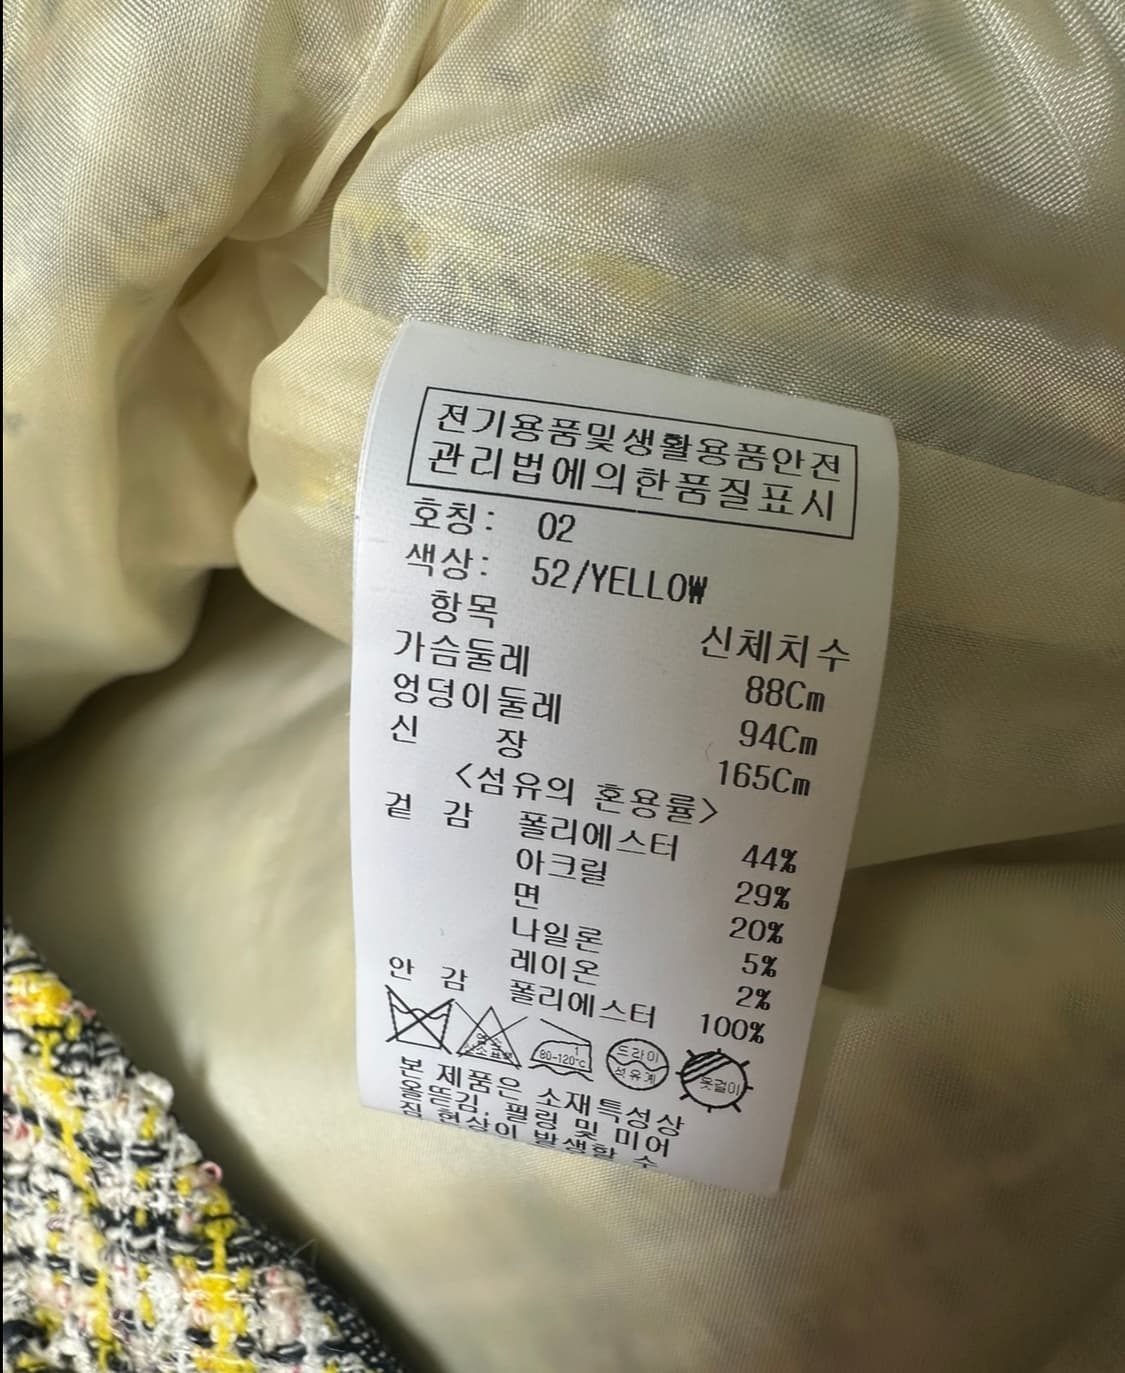 전기용품및생활용품안전
관리법에의한품질표시
호칭: 02
색상: 52/YELLOW
항목 신체치수
가슴둘레 88Cm
엉덩이둘레 94Cm
신 장 165Cm
<섬유의 혼용률>
겉 감 폴리에스터 44%
아크릴 29%
면 20%
나일론 5%
레이온 2%
안 감 폴리에스터 100%
80-120℃
드라이
석유계
옷걸이
본 제품은 소재특성상
올뜯김, 필링 및 미어
짐 현상이 발생할 수